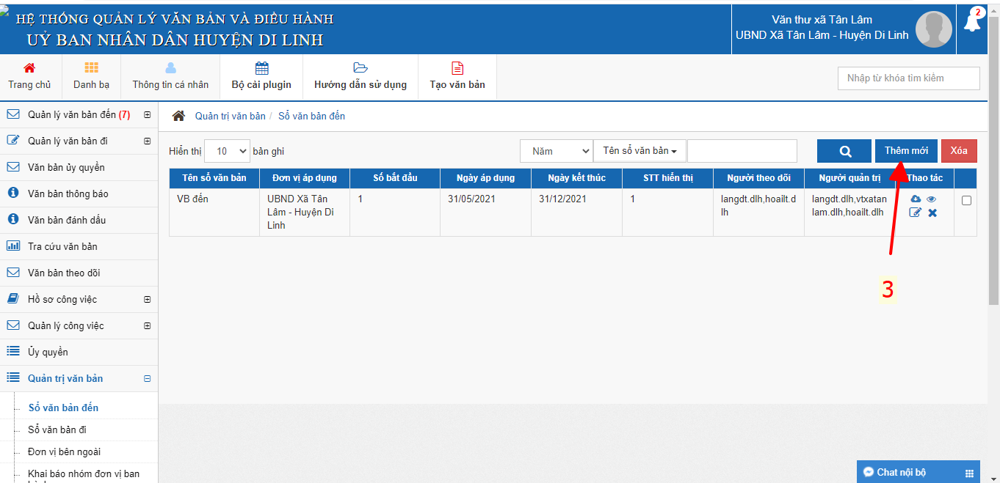 HỆ THỐNG QUẢN LÝ VĂN BẢN VÀ ĐIỀU HÀNH
UỶ BAN NHÂN DÂN HUYỆN DI LINH
Văn thư xã Tân Lâm
UBND Xã Tân Lâm - Huyện Di Linh
2
Trang chủ
Danh bạ
Thông tin cá nhân
Bộ cài plugin
Hướng dẫn sử dụng
Tạo văn bản
Nhập từ khóa tìm kiếm
Quản lý văn bản đến (7)
Quản lý văn bản đi
Văn bản ủy quyền
Văn bản thông báo
Văn bản đánh dấu
Tra cứu văn bản
Văn bản theo dõi
Hồ sơ công việc
Quản lý công việc
Ủy quyền
Quản trị văn bản
Sổ văn bản đến
Sổ văn bản đi
Đơn vị bên ngoài
Khai báo nhóm đơn vị ban
Quản trị văn bản / Sổ văn bản đến
Hiển thị 10 bản ghi
Năm
Tên sổ văn bản
Thêm mới
Xóa
Tên sổ văn bản Đơn vị áp dụng Số bắt đầu Ngày áp dụng Ngày kết thúc STT hiển thị Người theo dõi Người quản trị Thao tác
VB đến UBND Xã Tân 1 31/05/2021 31/12/2021 1 langdt.dlh,hoailt.d langdt.dlh,vtxatan
Lâm - Huyện Di lh lam.dlh,hoailt.dlh
Linh
3
Chat nội bộ